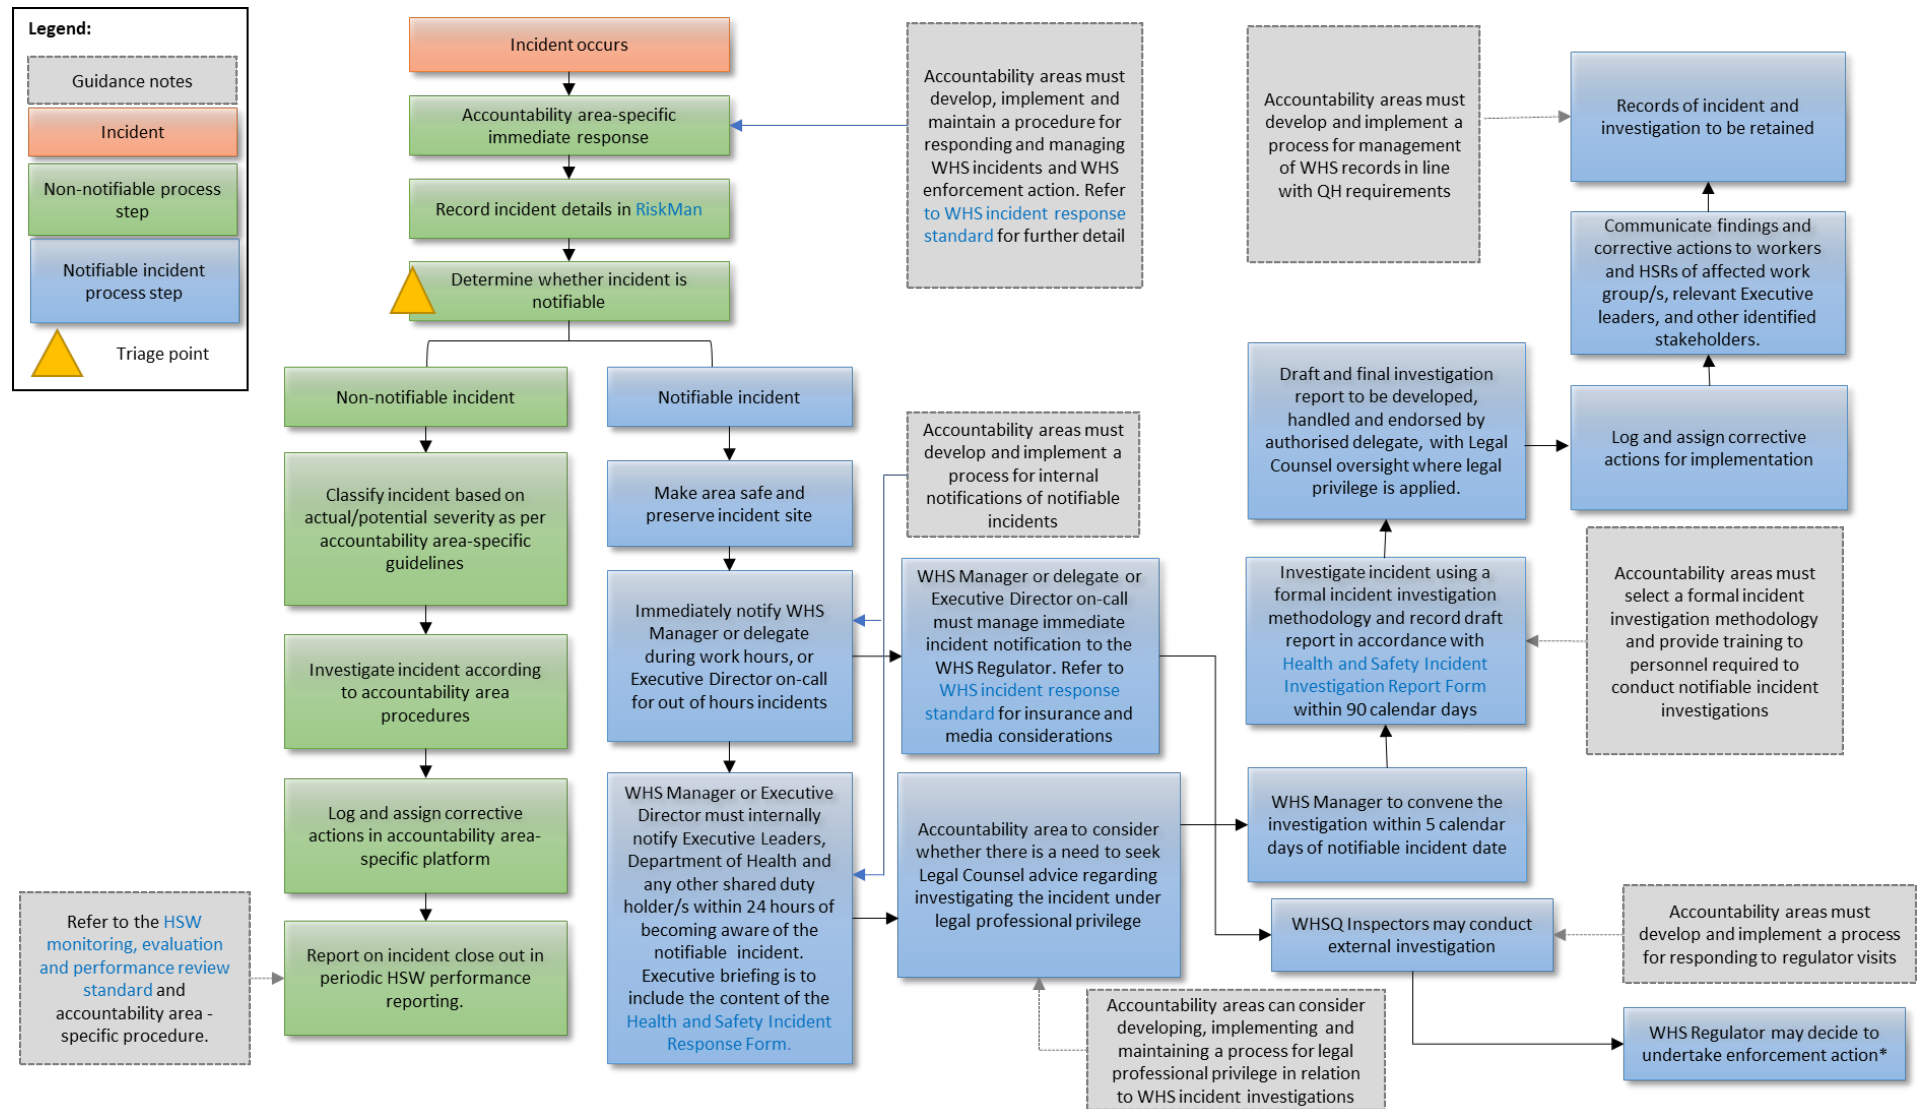 Legend:
Guidance notes
Incident
Non-notifiable process
step
Notifiable incident
process step
Triage point
Incident occurs
Accountability area-specific
immediate response
Record incident details in RiskMan
Determine whether incident is
notifiable
Accountability areas must
develop, implement and
maintain a procedure for
responding and managing
WHS incidents and WHS
enforcement action. Refer
to WHS incident response
standard for further detail
Non-notifiable incident
Classify incident based on
actual/potential severity as per
accountability area-specific
guidelines
Investigate incident according
to accountability area
procedures
Log and assign corrective
actions in accountability area-
specific platform
Report on incident close out in
periodic HSW performance
reporting.
Refer to the HSW
monitoring, evaluation
and performance review
standard and
accountability area -
specific procedure.
Notifiable incident
Make area safe and
preserve incident site
Immediately notify WHS
Manager or delegate
during work hours, or
Executive Director on-call
for out of hours incidents
WHS Manager or Executive
Director must internally
notify Executive Leaders,
Department of Health and
any other shared duty
holder/s within 24 hours of
becoming aware of the
notifiable incident.
Executive briefing is to
include the content of the
Health and Safety Incident
Response Form.
Accountability areas must
develop and implement a
process for internal
notifications of notifiable
incidents
WHS Manager or delegate or
Executive Director on-call
must manage immediate
incident notification to the
WHS Regulator. Refer to
WHS incident response
standard for insurance and
media considerations
Accountability area to consider
whether there is a need to seek
Legal Counsel advice regarding
investigating the incident under
legal professional privilege
Accountability areas can consider
developing, implementing and
maintaining a process for legal
professional privilege in relation
to WHS incident investigations
WHS Manager to convene the
investigation within 5 calendar
days of notifiable incident date
WHSQ Inspectors may conduct
external investigation
Accountability areas must
develop and implement a process
for responding to regulator visits
WHS Regulator may decide to
undertake enforcement action*
Investigate incident using a
formal incident investigation
methodology and record draft
report in accordance with
Health and Safety Incident
Investigation Report Form
within 90 calendar days
Accountability areas must
select a formal incident
investigation methodology
and provide training to
personnel required to
conduct notifiable incident
investigations
Draft and final investigation
report to be developed,
handled and endorsed by
authorised delegate, with Legal
Counsel oversight where legal
privilege is applied.
Log and assign corrective
actions for implementation
Communicate findings and
corrective actions to workers
and HSRs of affected work
group/s, relevant Executive
leaders, and other identified
stakeholders.
Records of incident and
investigation to be retained
Accountability areas must
develop and implement a
process for management
of WHS records in line
with QH requirements